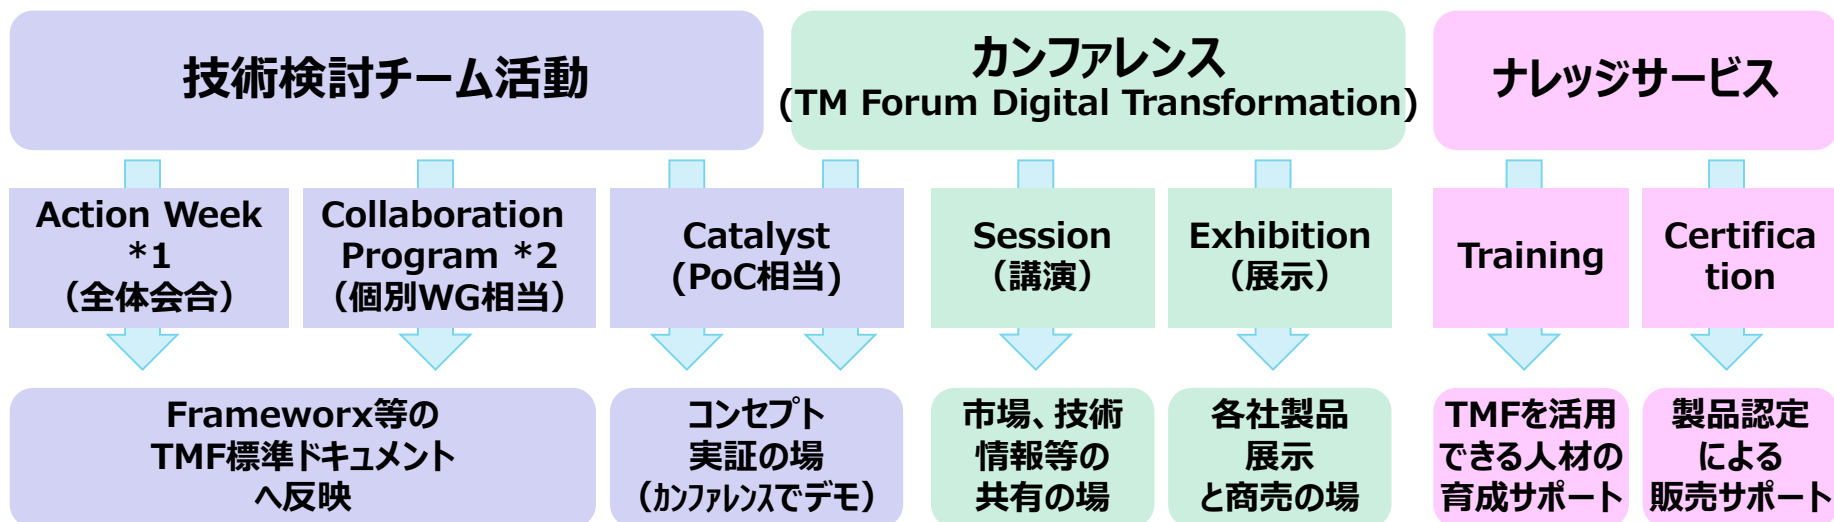 技術検討チーム活動
カンファレンス
(TM Forum Digital Transformation)
ナレッジサービス
Action Week
*1
（全体会合）
Collaboration
Program *2
（個別WG相当）
Catalyst
(PoC相当)
Session
（講演）
Exhibition
（展示）
Training
Certifica
tion
Frameworx等の
TMF標準ドキュメント
へ反映
コンセプト
実証の場
（カンファレンスでデモ）
市場、技術
情報等の
共有の場
各社製品
展示
と商売の場
TMFを活用
できる人材の
育成サポート
製品認定
による
販売サポート